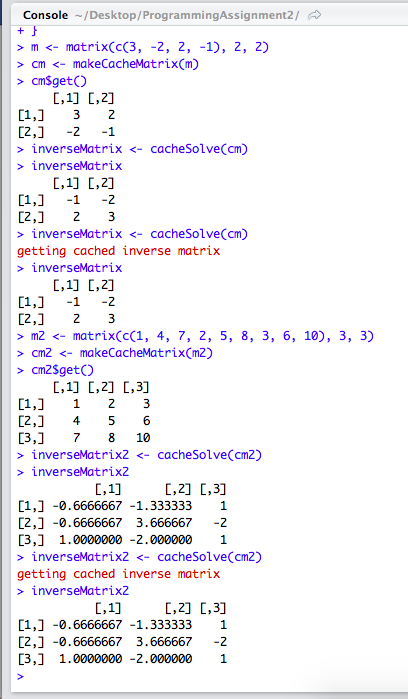 Console ~/Desktop/ProgrammingAssignment2/
+ }
> m <- matrix(c(3, -2, 2, -1), 2, 2)
> cm <- makeCacheMatrix(m)
> cm$get()
     [,1] [,2]
[1,]    3    2
[2,]   -2   -1
> inverseMatrix <- cacheSolve(cm)
> inverseMatrix
     [,1] [,2]
[1,]   -1   -2
[2,]    2    3
> inverseMatrix <- cacheSolve(cm)
getting cached inverse matrix
> inverseMatrix
     [,1] [,2]
[1,]   -1   -2
[2,]    2    3
> m2 <- matrix(c(1, 4, 7, 2, 5, 8, 3, 6, 10), 3, 3)
> cm2 <- makeCacheMatrix(m2)
> cm2$get()
     [,1] [,2] [,3]
[1,]    1    2    3
[2,]    4    5    6
[3,]    7    8   10
> inverseMatrix2 <- cacheSolve(cm2)
> inverseMatrix2
           [,1]      [,2] [,3]
[1,] -0.6666667 -1.333333    1
[2,] -0.6666667  3.666667   -2
[3,]  1.0000000 -2.000000    1
> inverseMatrix2 <- cacheSolve(cm2)
getting cached inverse matrix
> inverseMatrix2
           [,1]      [,2] [,3]
[1,] -0.6666667 -1.333333    1
[2,] -0.6666667  3.666667   -2
[3,]  1.0000000 -2.000000    1
>